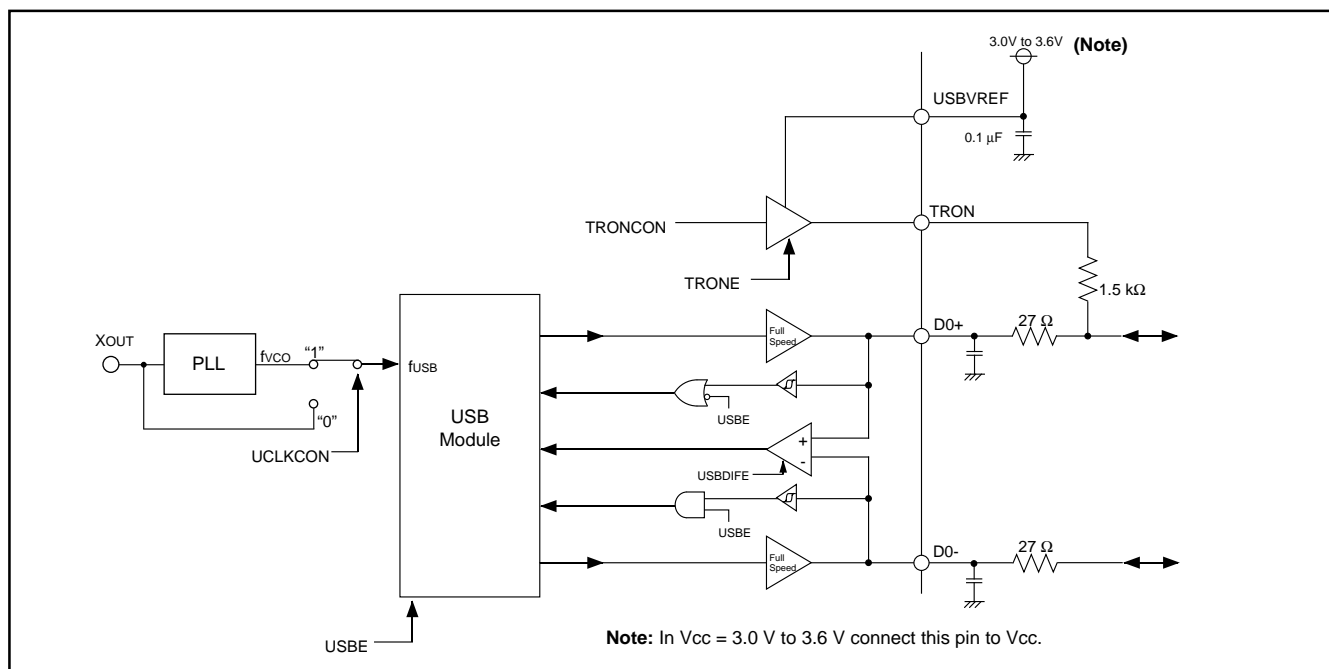 3.0V to 3.6V (Note)
USBVREF
0.1 μF
TRON
TRONCON
TRONE
1.5 kΩ
XOUT
PLL
fVCO
“1”
“0”
UCLKCON
fUSB
USB
Module
USBE
Full
Speed
D0+
27 Ω
USBE
+
-
USBDIFE
USBE
Full
Speed
D0-
27 Ω
Note: In Vcc = 3.0 V to 3.6 V connect this pin to Vcc.